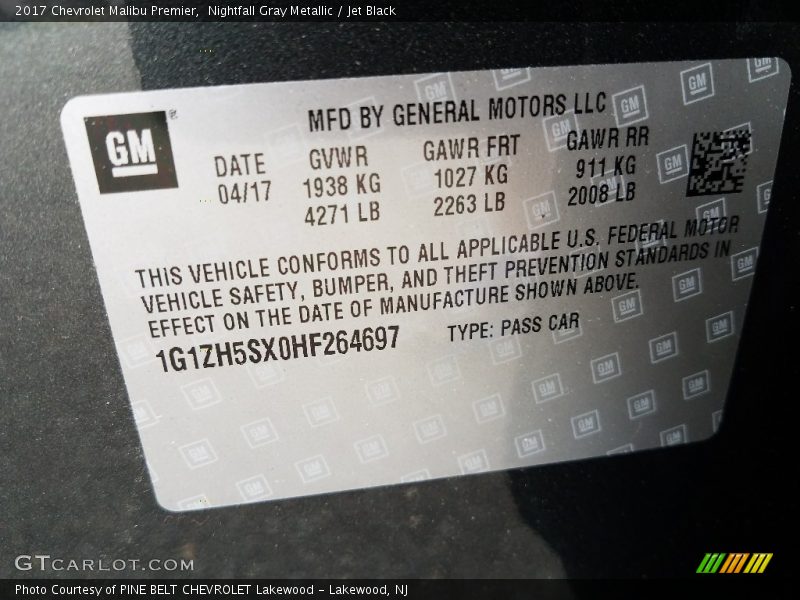 2017 Chevrolet Malibu Premier, Nightfall Gray Metallic / Jet Black
GM
®
MFD BY GENERAL MOTORS LLC
DATE GVWR GAWR FRT GAWR RR
04/17 1938 KG 1027 KG 911 KG
4271 LB 2263 LB 2008 LB
THIS VEHICLE CONFORMS TO ALL APPLICABLE U.S. FEDERAL MOTOR
VEHICLE SAFETY, BUMPER, AND THEFT PREVENTION STANDARDS IN
EFFECT ON THE DATE OF MANUFACTURE SHOWN ABOVE.
1G1ZH5SX0HF264697 TYPE: PASS CAR
GTCARLOT.COM
Photo Courtesy of PINE BELT CHEVROLET Lakewood - Lakewood, NJ